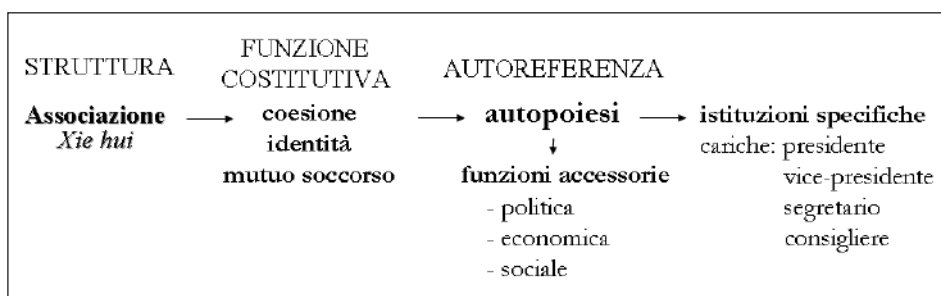 STRUTTURA
Associazione
Xie hui
FUNZIONE
COSTITUTIVA
coesione
identità
mutuo soccorso
AUTOREFERENZA
autopoiesi
funzioni accessorie
- politica
- economica
- sociale
istituzioni specifiche
cariche: presidente
vice-presidente
segretario
consigliere